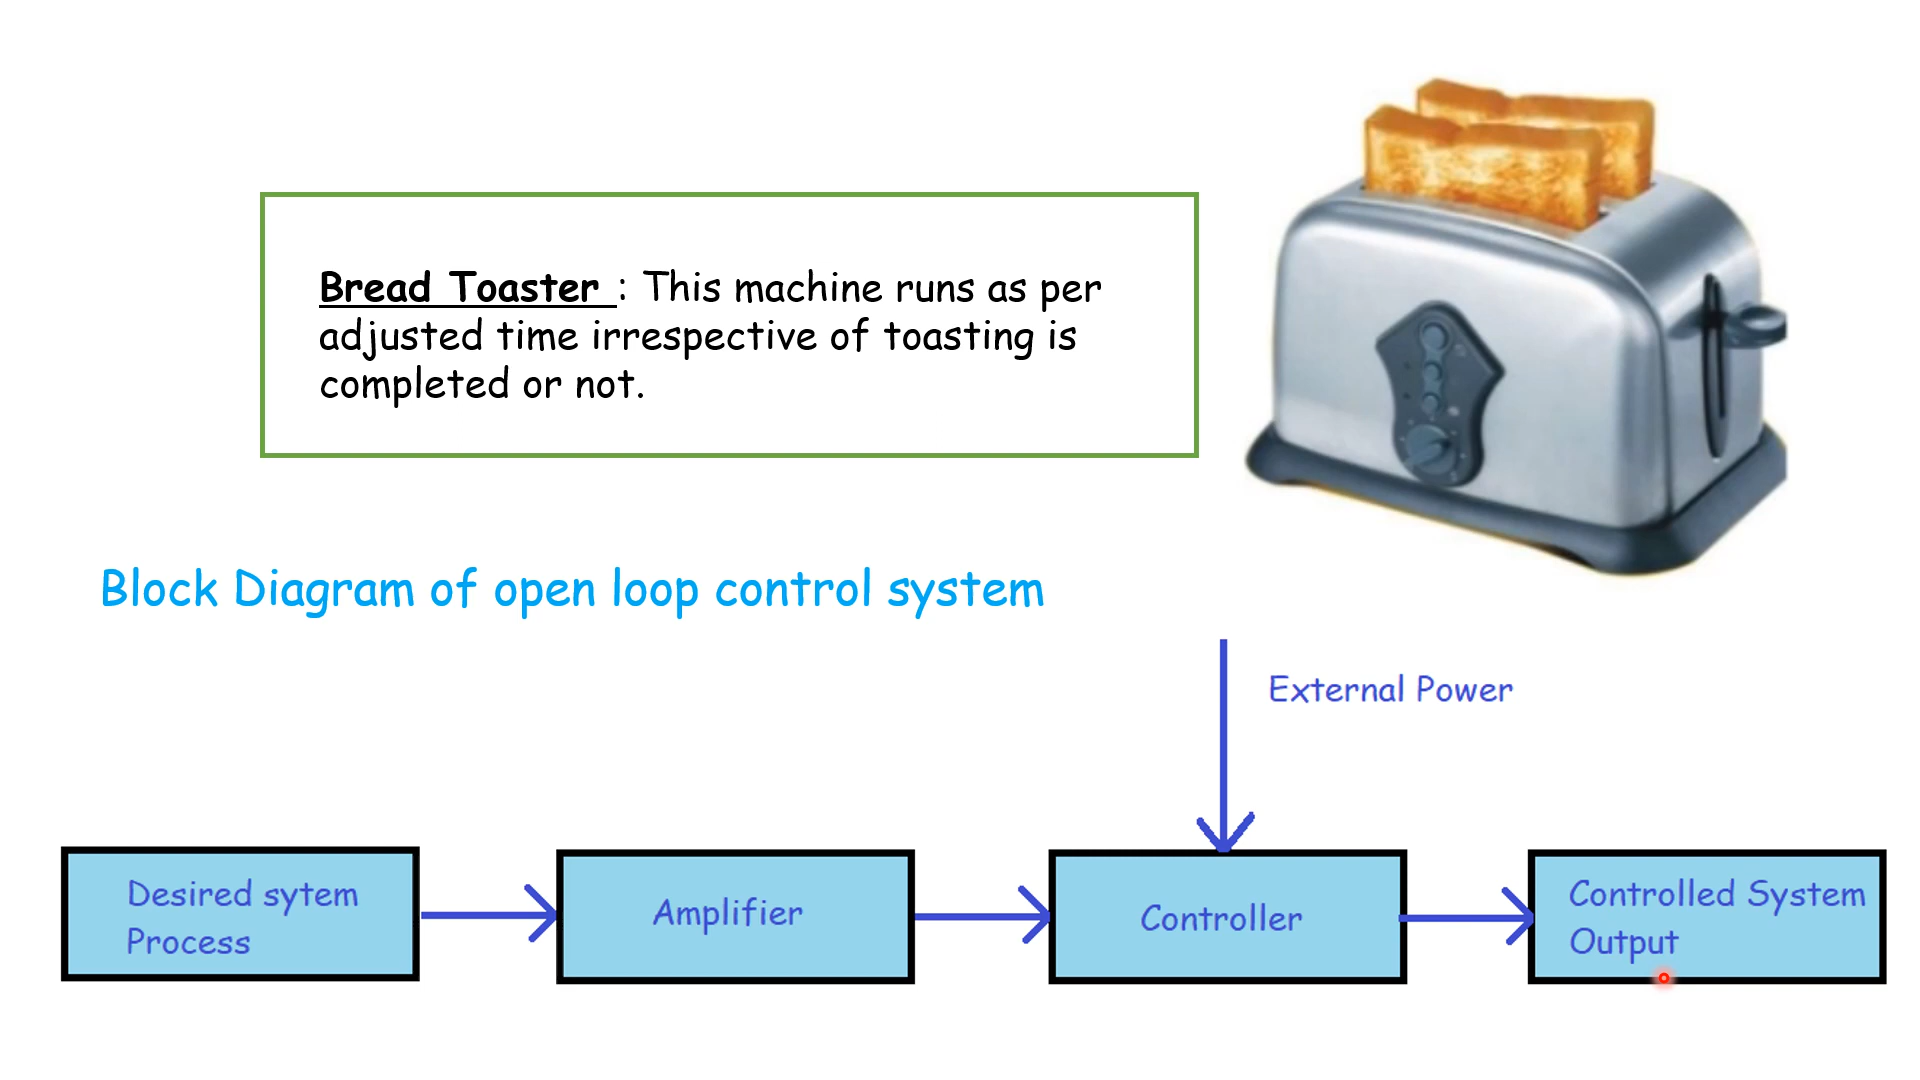 Bread Toaster : This machine runs as per
adjusted time irrespective of toasting is
completed or not.
Block Diagram of open loop control system
External Power
Desired sytem
Process
Amplifier
Controller
Controlled System
Output